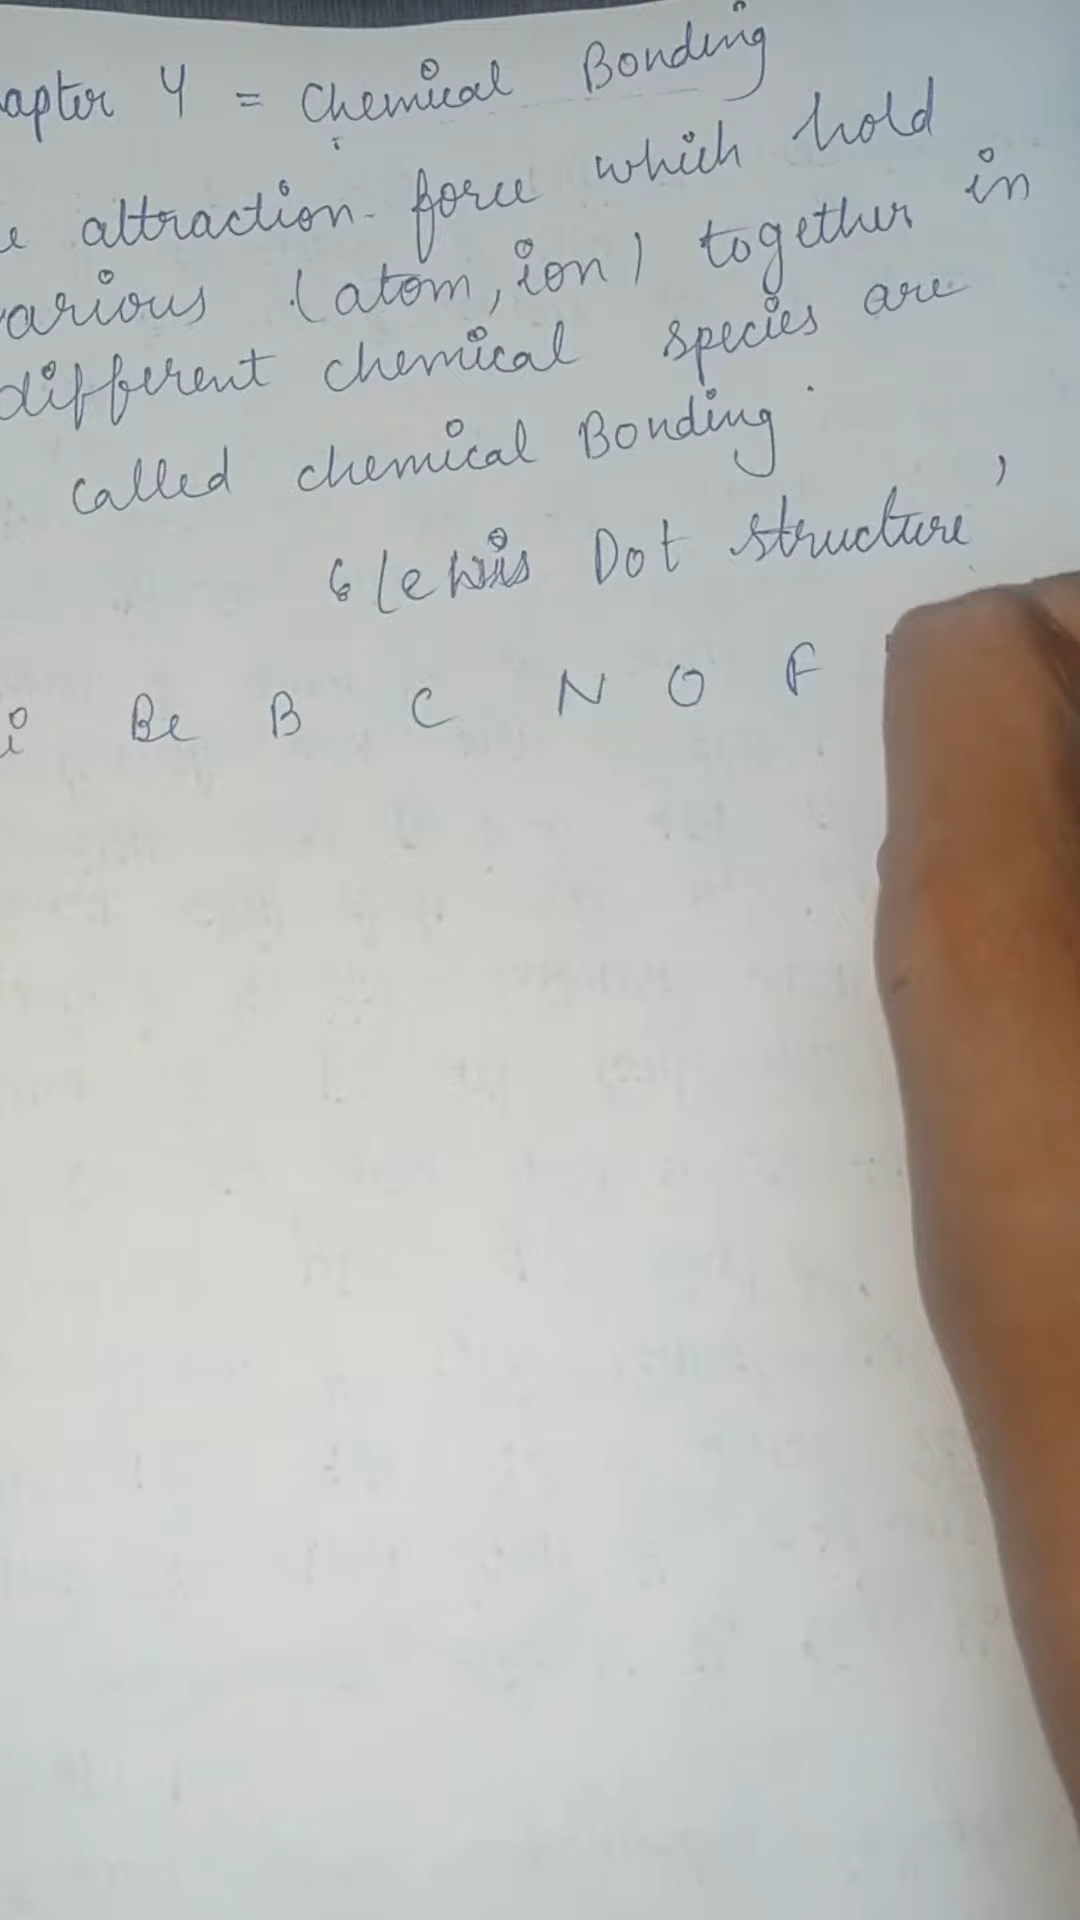 apter 4 = Chemical Bonding
e attraction force which hold
arious (atom, ion) together in
different chemical species are
called chemical Bonding.
‘Lewis Dot structure’
i Be B C N O F